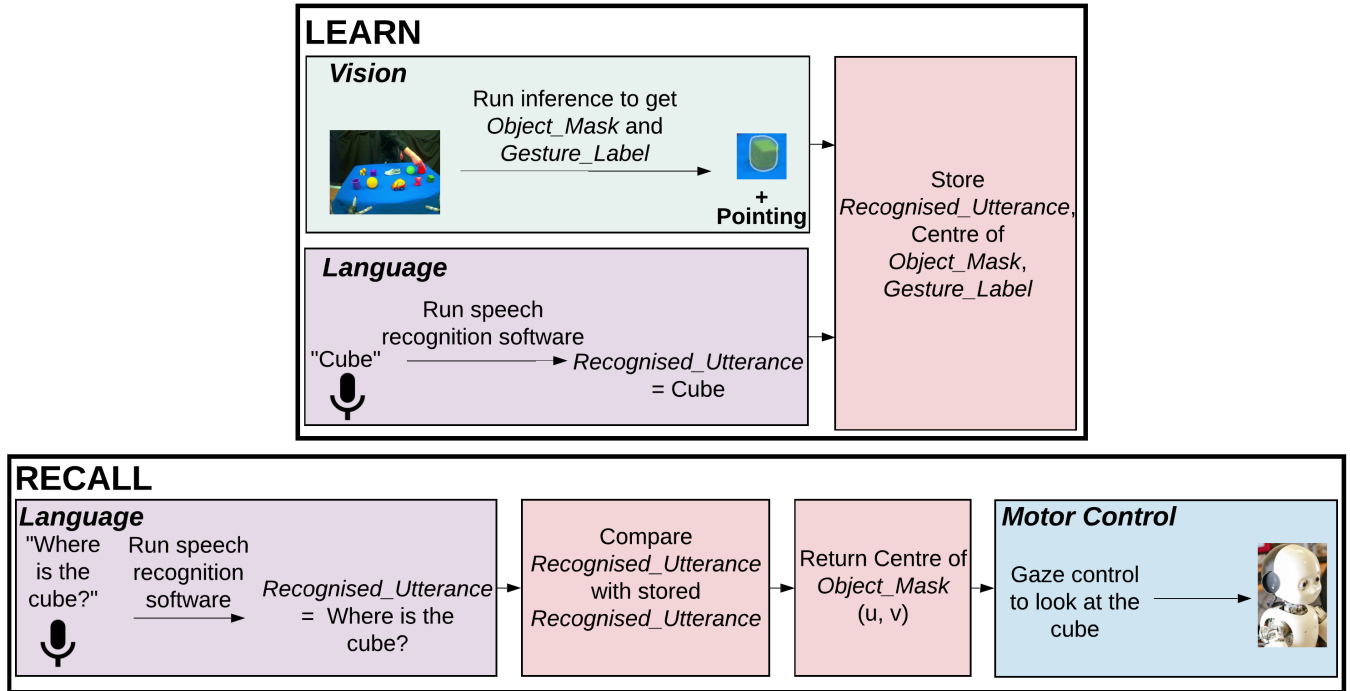 LEARN
Vision
Run inference to get
Object_Mask and
Gesture_Label
+
Pointing
Language
Run speech
recognition software
"Cube"
Recognised_Utterance
= Cube
Store
Recognised_Utterance,
Centre of
Object_Mask,
Gesture_Label
RECALL
Language
"Where
is the
cube?"
Run speech
recognition
software
Recognised_Utterance
= Where is the
cube?
Compare
Recognised_Utterance
with stored
Recognised_Utterance
Return Centre of
Object_Mask
(u, v)
Motor Control
Gaze control
to look at the
cube